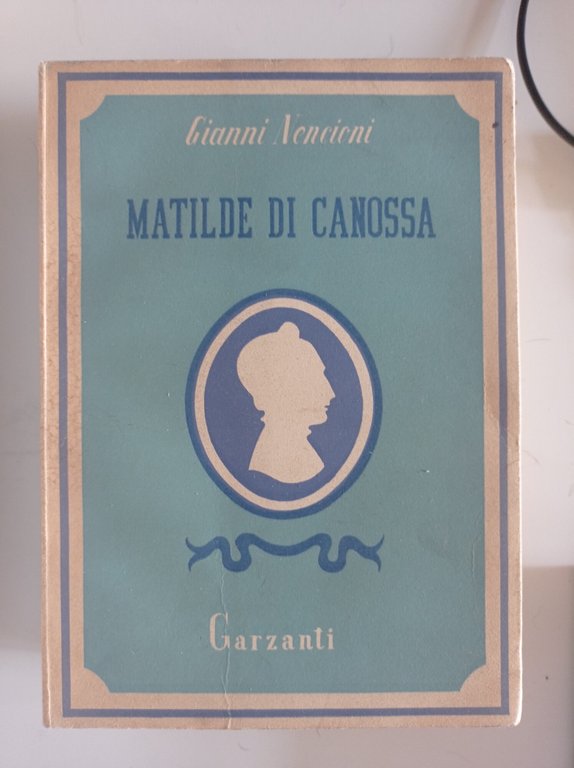 Gianni Nencioni
MATILDE DI CANOSSA
Garzanti